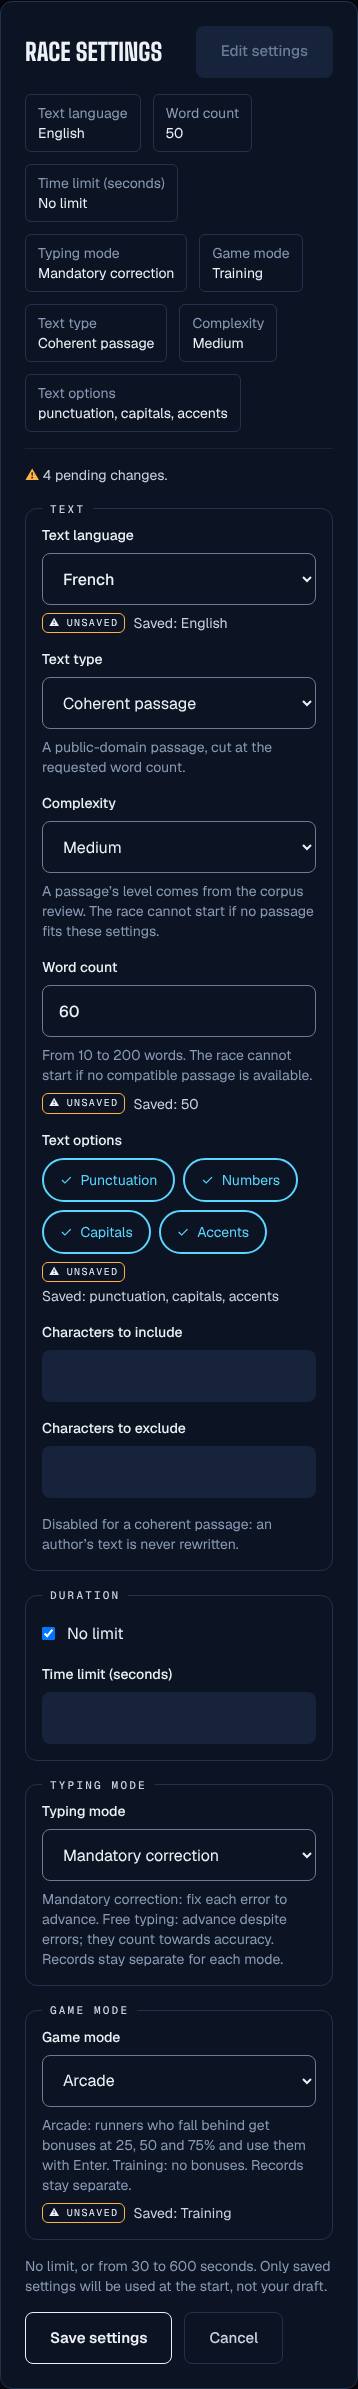 RACE SETTINGS
Edit settings
Text language
English
Word count
50
Time limit (seconds)
No limit
Typing mode
Mandatory correction
Game mode
Training
Text type
Coherent passage
Complexity
Medium
Text options
punctuation, capitals, accents
⚠ 4 pending changes.
TEXT
Text language
French
⚠ UNSAVED Saved: English
Text type
Coherent passage
A public-domain passage, cut at the
requested word count.
Complexity
Medium
A passage's level comes from the corpus
review. The race cannot start if no passage
fits these settings.
Word count
60
From 10 to 200 words. The race cannot
start if no compatible passage is available.
⚠ UNSAVED Saved: 50
Text options
✓ Punctuation ✓ Numbers
✓ Capitals ✓ Accents
⚠ UNSAVED
Saved: punctuation, capitals, accents
Characters to include
Characters to exclude
Disabled for a coherent passage: an
author's text is never rewritten.
DURATION
No limit
Time limit (seconds)
TYPING MODE
Typing mode
Mandatory correction
Mandatory correction: fix each error to
advance. Free typing: advance despite
errors; they count towards accuracy.
Records stay separate for each mode.
GAME MODE
Game mode
Arcade
Arcade: runners who fall behind get
bonuses at 25, 50 and 75% and use them
with Enter. Training: no bonuses. Records
stay separate.
⚠ UNSAVED Saved: Training
No limit, or from 30 to 600 seconds. Only saved
settings will be used at the start, not your draft.
Save settings
Cancel